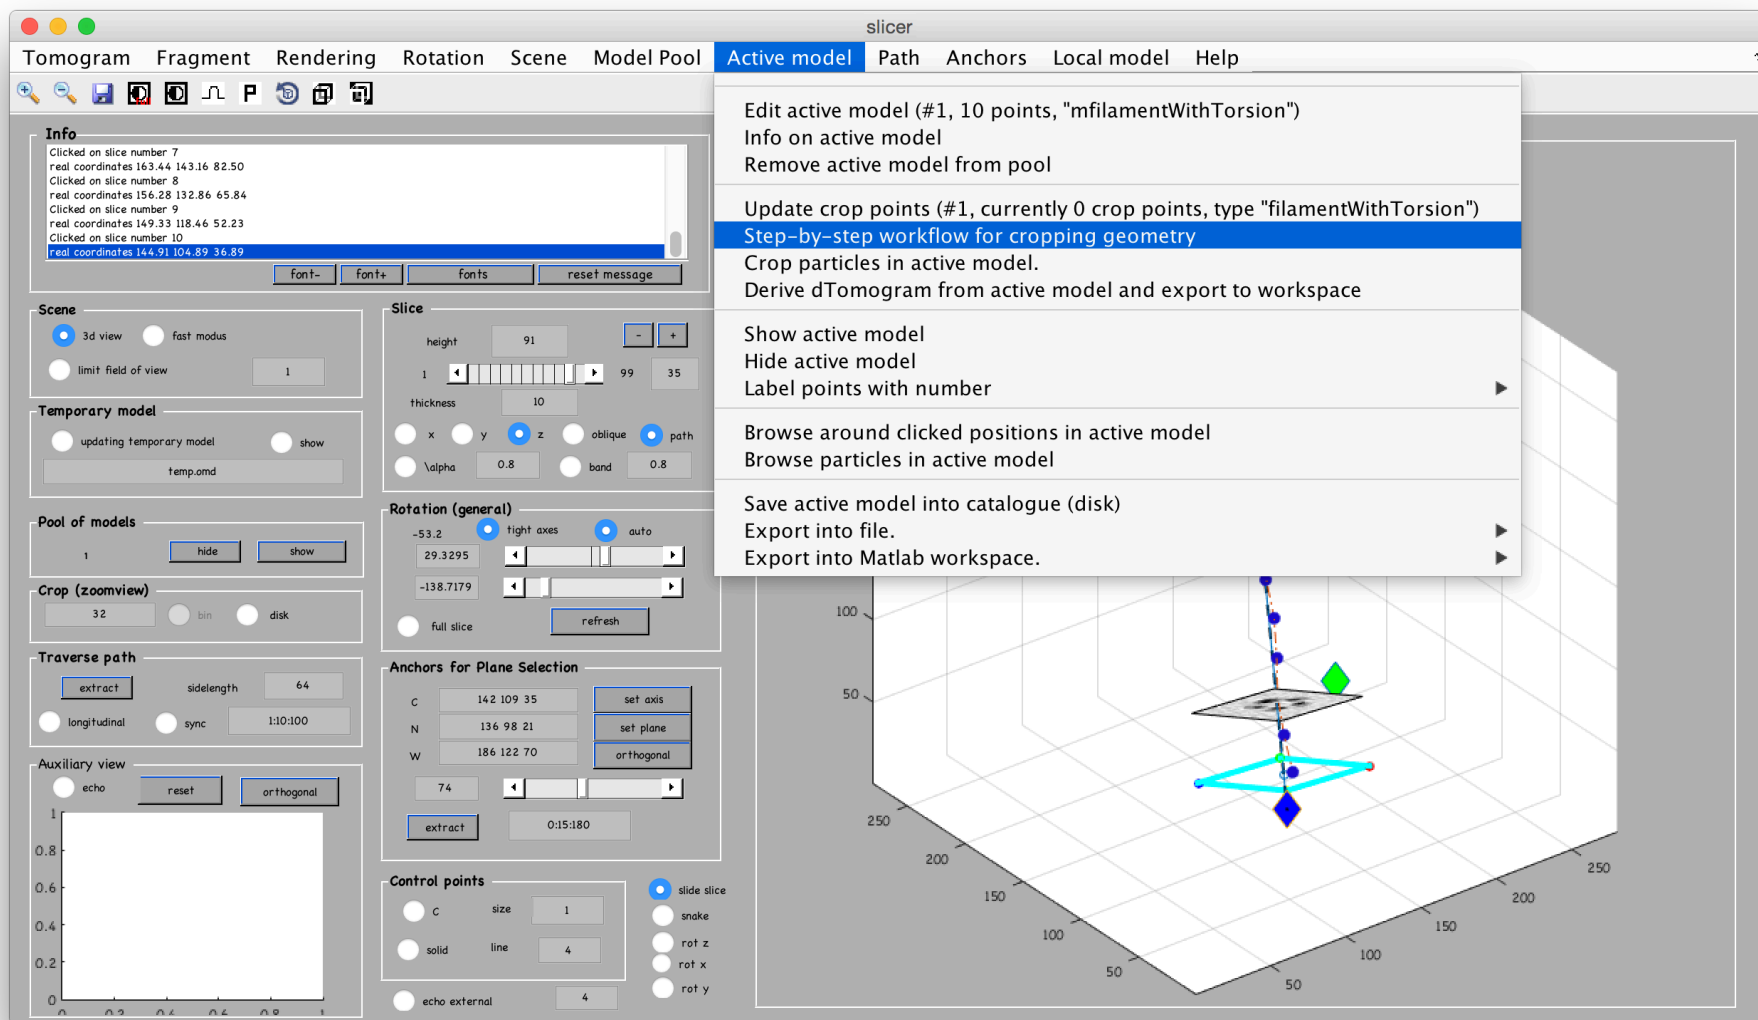 slicer
Tomogram Fragment Rendering Rotation Scene Model Pool Active model Path Anchors Local model Help
P
Info
Clicked on slice number 7
real coordinates 163.44 143.16 82.50
Clicked on slice number 8
real coordinates 156.28 132.86 65.84
Clicked on slice number 9
real coordinates 149.33 118.46 52.23
Clicked on slice number 10
real coordinates 144.91 104.89 36.89
font- font+ fonts reset message
Edit active model (#1, 10 points, "mfilamentWithTorsion")
Info on active model
Remove active model from pool
Update crop points (#1, currently 0 crop points, type "filamentWithTorsion")
Step-by-step workflow for cropping geometry
Crop particles in active model.
Derive dTomogram from active model and export to workspace
Show active model
Hide active model
Label points with number
Browse around clicked positions in active model
Browse particles in active model
Save active model into catalogue (disk)
Export into file.
Export into Matlab workspace.
Scene
3d view fast modus
limit field of view 1
Temporary model
updating temporary model show
temp.omd
Pool of models
1 hide show
Crop (zoomview)
32 bin disk
Traverse path
extract sidelength 64
longitudinal sync 1:10:100
Auxiliary view
echo reset orthogonal
1
0.8
0.6
0.4
0.2
0
0 0.2 0.4 0.6 0.8 1
Slice
height 91 - +
1 99 35
thickness 10
x y z oblique path
\alpha 0.8 band 0.8
Rotation (general)
-53.2 tight axes auto
29.3295
-138.7179
full slice refresh
Anchors for Plane Selection
C 142 109 35 set axis
N 136 98 21 set plane
W 186 122 70 orthogonal
74
extract 0:15:180
Control points
C size 1
solid line 4
echo external 4
slide slice
snake
rot z
rot x
rot y
100
50
250
200
150
100
50
250
200
150
100
50